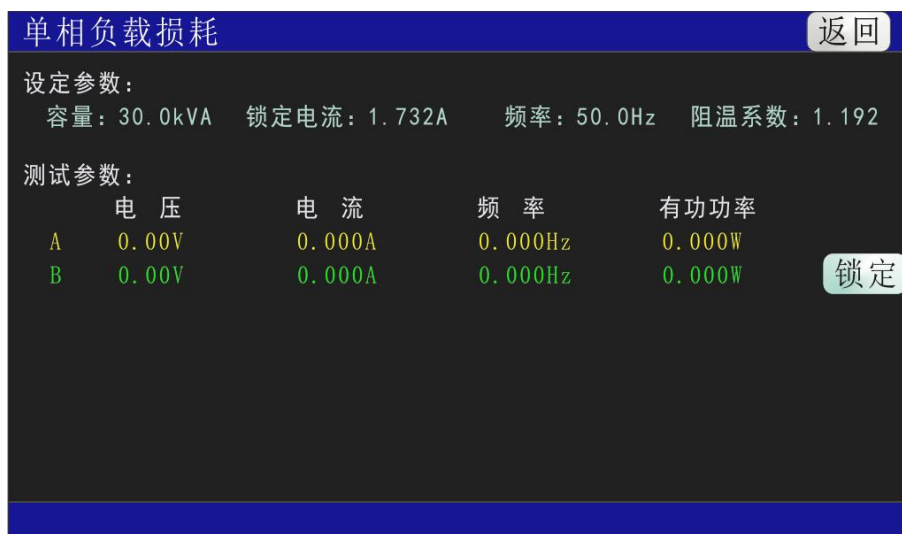 单相负载损耗 返回
设定参数:
容量: 30.0kVA 锁定电流: 1.732A 频率: 50.0Hz 阻温系数: 1.192
测试参数:
电 压 电 流 频 率 有功功率
A 0.00V 0.000A 0.000Hz 0.000W
B 0.00V 0.000A 0.000Hz 0.000W 锁定